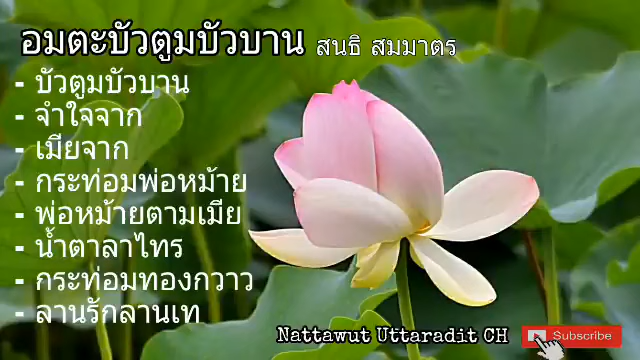 อมตะบัวตูมบัวบาน สนธิ สมมาตร
- บัวตูมบัวบาน
- จำใจจาก
- เมียจาก
- กระท่อมพ่อหม้าย
- พ่อหม้ายตามเมีย
- น้ำตาลาไทร
- กระท่อมทองกวาว
- ลานรักลานเท
Nattawut Uttaradit CH
Subscribe